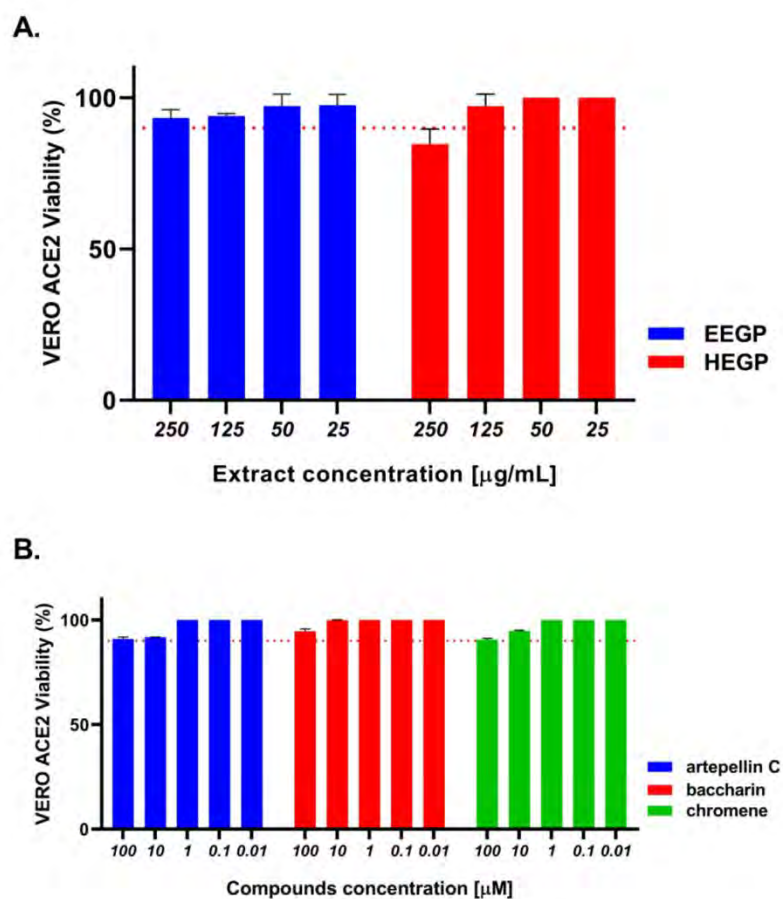 A.
VERO ACE2 Viability (%)
100
50
0
250 125 50 25 250 125 50 25
Extract concentration [μg/mL]
EEGP
HEGP
B.
VERO ACE2 Viability (%)
100
50
0
100 10 1 0.1 0.01 100 10 1 0.1 0.01 100 10 1 0.1 0.01
Compounds concentration [μM]
artepellin C
baccharin
chromene